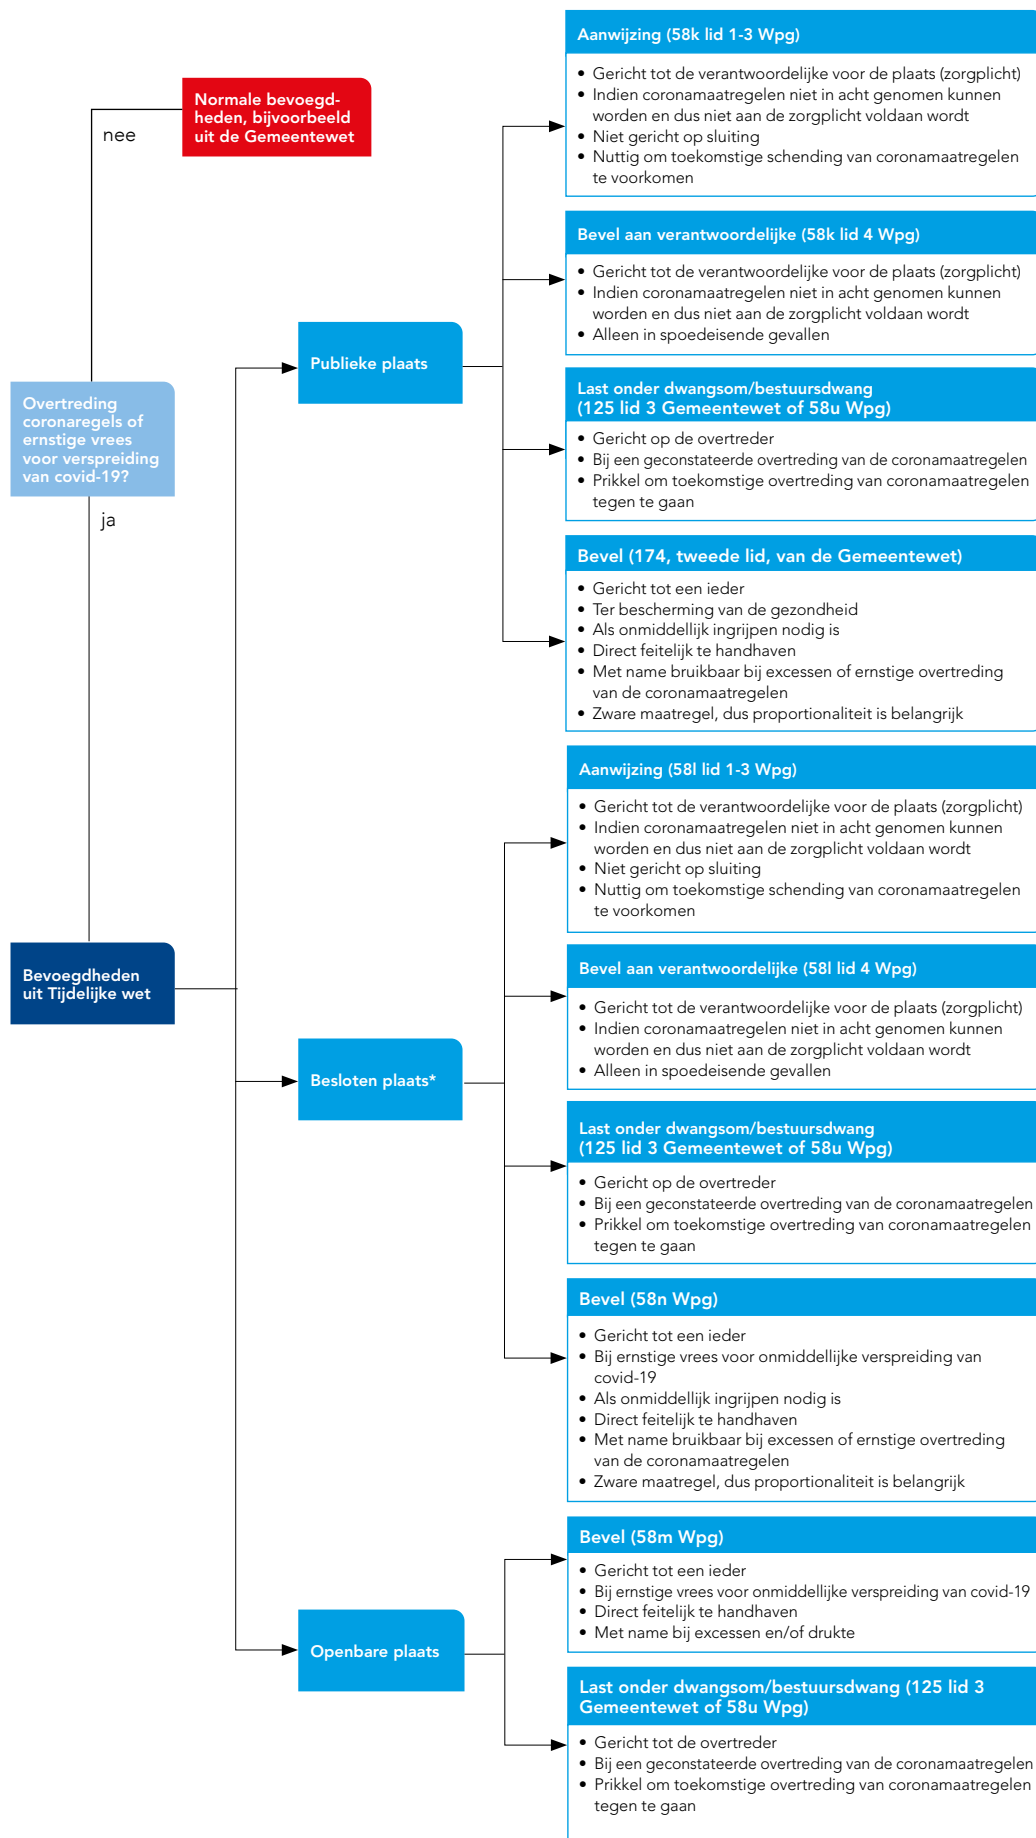 Normale bevoegd-
heden, bijvoorbeeld
uit de Gemeentewet
nee
Overtreding
coronaregels of
ernstige vrees
voor verspreiding
van covid-19?
ja
Bevoegdheden
uit Tijdelijke wet
Publieke plaats
Aanwijzing (58k lid 1-3 Wpg)
• Gericht tot de verantwoordelijke voor de plaats (zorgplicht)
• Indien coronamaatregelen niet in acht genomen kunnen
worden en dus niet aan de zorgplicht voldaan wordt
• Niet gericht op sluiting
• Nuttig om toekomstige schending van coronamaatregelen
te voorkomen
Bevel aan verantwoordelijke (58k lid 4 Wpg)
• Gericht tot de verantwoordelijke voor de plaats (zorgplicht)
• Indien coronamaatregelen niet in acht genomen kunnen
worden en dus niet aan de zorgplicht voldaan wordt
• Alleen in spoedeisende gevallen
Last onder dwangsom/bestuursdwang
(125 lid 3 Gemeentewet of 58u Wpg)
• Gericht op de overtreder
• Bij een geconstateerde overtreding van de coronamaatregelen
• Prikkel om toekomstige overtreding van coronamaatregelen
tegen te gaan
Bevel (174, tweede lid, van de Gemeentewet)
• Gericht tot een ieder
• Ter bescherming van de gezondheid
• Als onmiddellijk ingrijpen nodig is
• Direct feitelijk te handhaven
• Met name bruikbaar bij excessen of ernstige overtreding
van de coronamaatregelen
• Zware maatregel, dus proportionaliteit is belangrijk
Besloten plaats*
Aanwijzing (58l lid 1-3 Wpg)
• Gericht tot de verantwoordelijke voor de plaats (zorgplicht)
• Indien coronamaatregelen niet in acht genomen kunnen
worden en dus niet aan de zorgplicht voldaan wordt
• Niet gericht op sluiting
• Nuttig om toekomstige schending van coronamaatregelen
te voorkomen
Bevel aan verantwoordelijke (58l lid 4 Wpg)
• Gericht tot de verantwoordelijke voor de plaats (zorgplicht)
• Indien coronamaatregelen niet in acht genomen kunnen
worden en dus niet aan de zorgplicht voldaan wordt
• Alleen in spoedeisende gevallen
Last onder dwangsom/bestuursdwang
(125 lid 3 Gemeentewet of 58u Wpg)
• Gericht op de overtreder
• Bij een geconstateerde overtreding van de coronamaatregelen
• Prikkel om toekomstige overtreding van coronamaatregelen
tegen te gaan
Bevel (58n Wpg)
• Gericht tot een ieder
• Bij ernstige vrees voor onmiddellijke verspreiding van
covid-19
• Als onmiddellijk ingrijpen nodig is
• Direct feitelijk te handhaven
• Met name bruikbaar bij excessen of ernstige overtreding
van de coronamaatregelen
• Zware maatregel, dus proportionaliteit is belangrijk
Openbare plaats
Bevel (58m Wpg)
• Gericht tot een ieder
• Bij ernstige vrees voor onmiddellijke verspreiding van covid-19
• Direct feitelijk te handhaven
• Met name bij excessen en/of drukte
Last onder dwangsom/bestuursdwang (125 lid 3
Gemeentewet of 58u Wpg)
• Gericht tot de overtreder
• Bij een geconstateerde overtreding van de coronamaatregelen
• Prikkel om toekomstige overtreding van coronamaatregelen
tegen te gaan